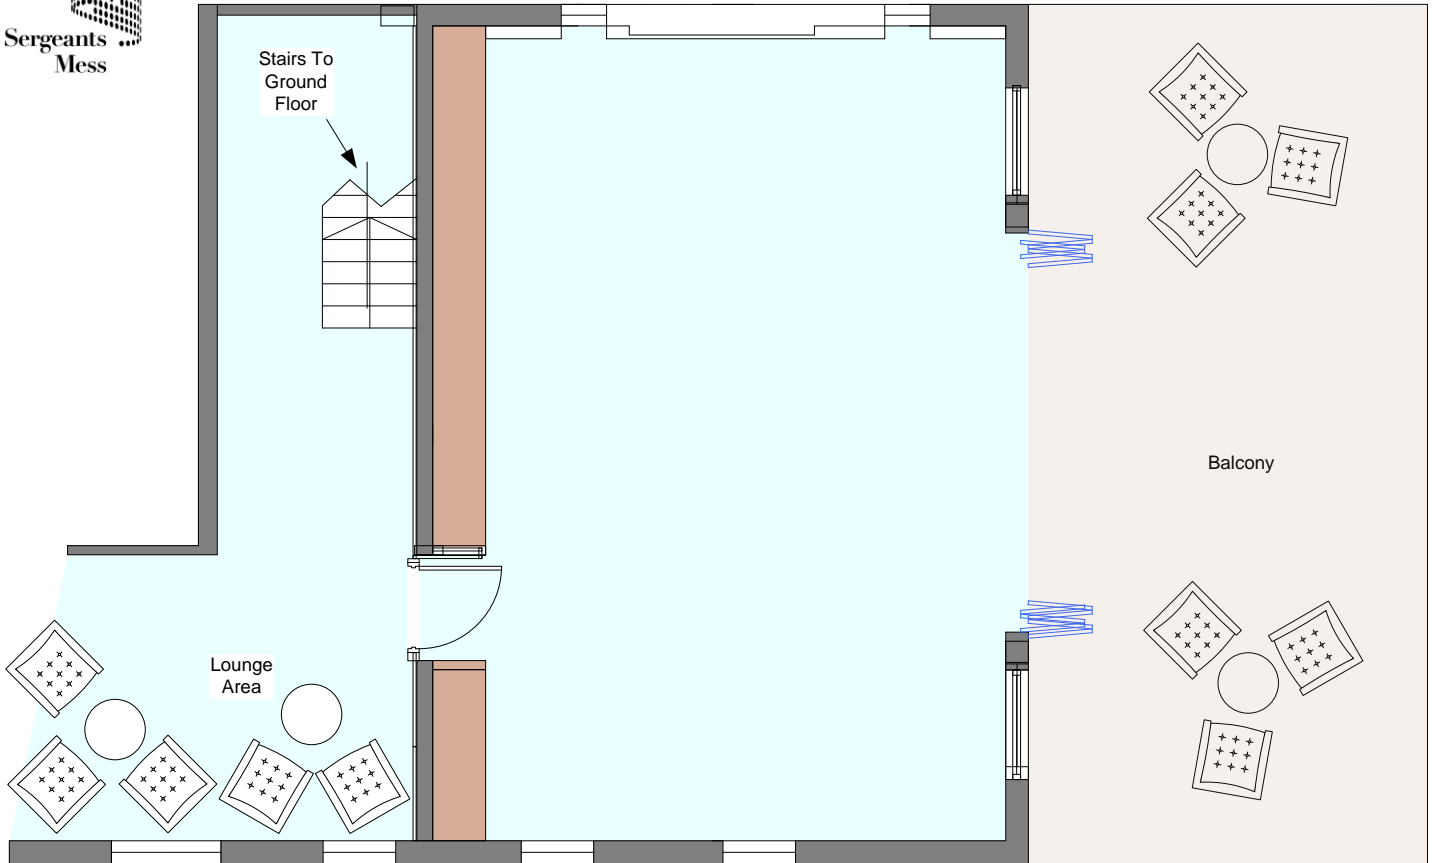 Sergeants
Mess
Stairs To
Ground
Floor
Balcony
Lounge
Area